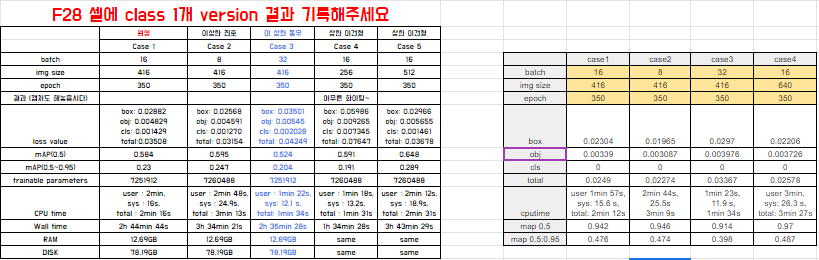 F28 셀에 class 1개 version 결과 기록해주세요
원영 이상한 진호 이 상한 동우 상한 이건형 상한 이건형
Case 1 Case 2 Case 3 Case 4 Case 5
batch 16 8 32 16 16
img size 416 416 416 256 512
epoch 350 350 350 350 350
결과 (캡쳐도 해놓읍시다) 아무튼 화이팅~
loss value
box: 0.02882 box: 0.02568 box: 0.03501 box: 0.05986 box: 0.02966
obj: 0.004829 obj: 0.004591 obj: 0.00545 obj: 0.009265 obj: 0.005655
cls: 0.001429 cls: 0.001270 cls: 0.002028 cls: 0.007345 cls: 0.001461
total:0.03508 total: 0.03154 total: 0.04249 total: 0.07647 total: 0.03678
mAP(0.5) 0.584 0.595 0.524 0.591 0.648
mAP(0.5~0.95) 0.23 0.247 0.204 0.191 0.289
trainable parameters 7251912 7260488 7251912 7260488 7260488
CPU time
user : 2min, user : 2min 48s, user : 1min 22s, user : 1min 18s, user : 2min 12s,
sys : 16s, sys : 24.9s, sys : 12.1 s, sys : 13.2s, sys : 18.9s,
total : 2min 16s total : 3min 13s total : 1min 34s total : 1min 31s total : 2min 31s
Wall time 2h 44min 44s 3h 34min 21s 2h 35min 28s 1h 34min 28s 3h 43min 29s
RAM 12.69GB 12.69GB 12.69GB same same
DISK 78.19GB 78.19GB 78.19GB same same
case1 case2 case3 case4
batch 16 8 32 16
img size 416 416 416 640
epoch 350 350 350 350
box 0.02304 0.01965 0.0297 0.02206
obj 0.00339 0.003087 0.003976 0.003726
cls 0 0 0 0
total 0.0249 0.02274 0.03367 0.02578
cputime
user 1min 57s, 2min 44s, 1min 23s, user 3min,
sys: 15.6 s, 25.5s 11.9 s, sys: 26.3 s,
total: 2min 12s 3min 9s 1min 34s total: 3min 27s
map 0.5 0.942 0.946 0.914 0.97
map 0.5:0.95 0.476 0.474 0.398 0.487